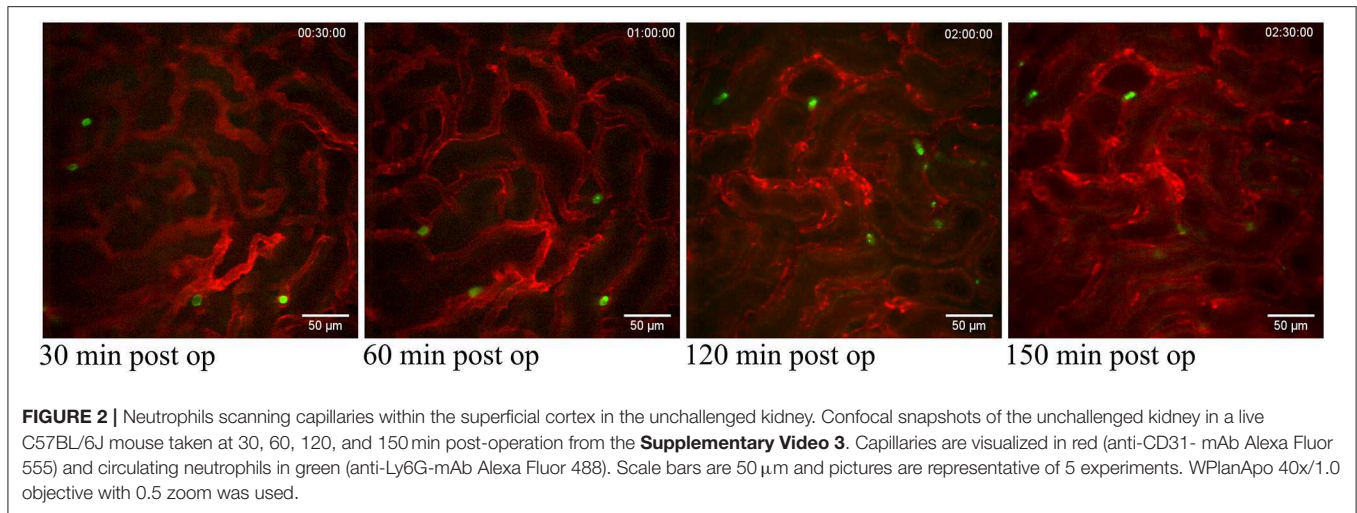 00:30:00
01:00:00
02:00:00
02:30:00
50 μm
50 μm
50 μm
50 μm
30 min post op
60 min post op
120 min post op
150 min post op
FIGURE 2 | Neutrophils scanning capillaries within the superficial cortex in the unchallenged kidney. Confocal snapshots of the unchallenged kidney in a live
C57BL/6J mouse taken at 30, 60, 120, and 150 min post-operation from the Supplementary Video 3. Capillaries are visualized in red (anti-CD31- mAb Alexa Fluor
555) and circulating neutrophils in green (anti-Ly6G-mAb Alexa Fluor 488). Scale bars are 50 μm and pictures are representative of 5 experiments. WPlanApo 40x/1.0
objective with 0.5 zoom was used.